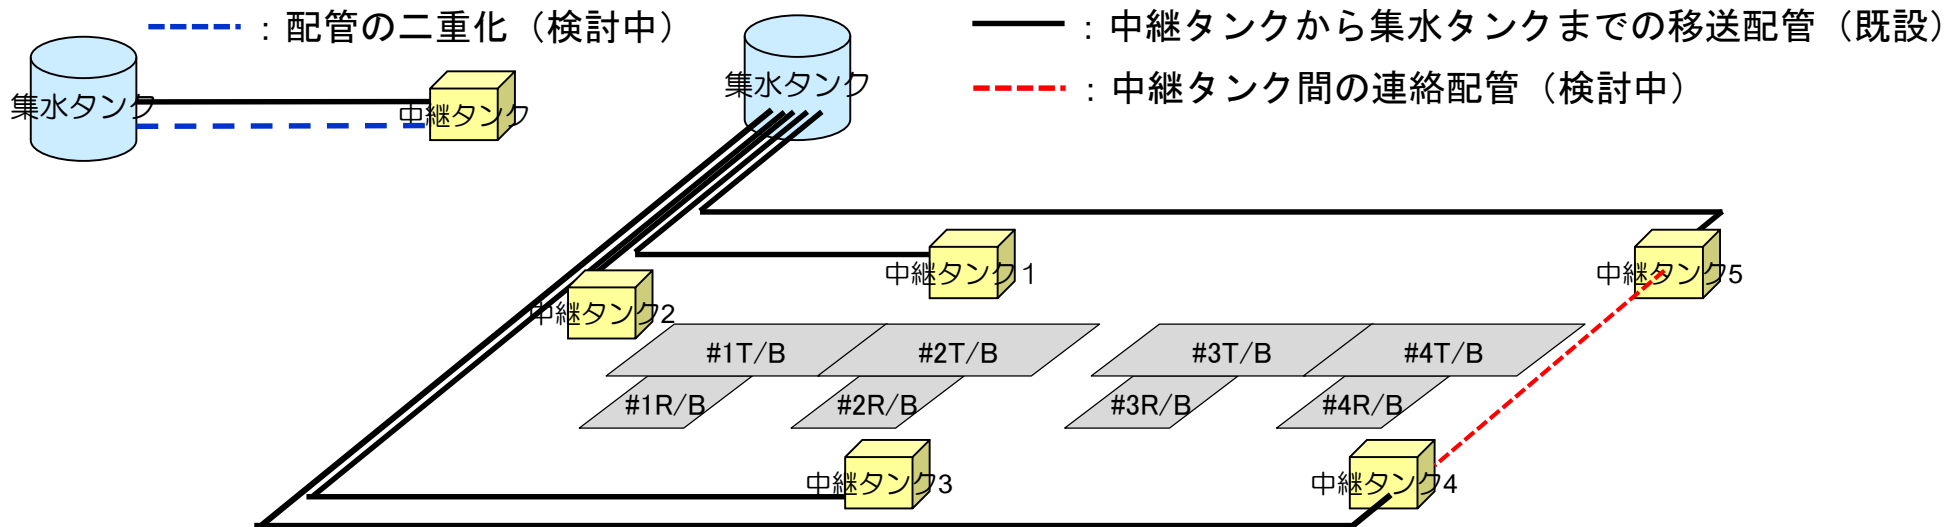 ：配管の二重化（検討中）
：中継タンクから集水タンクまでの移送配管（既設）
：中継タンク間の連絡配管（検討中）
集水タンク
中継タンク
集水タンク
中継タンク1
中継タンク5
中継タンク2
#1T/B
#2T/B
#3T/B
#4T/B
#1R/B
#2R/B
#3R/B
#4R/B
中継タンク3
中継タンク4